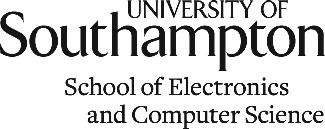 UNIVERSITY OF
Southampton
School of Electronics
and Computer Science